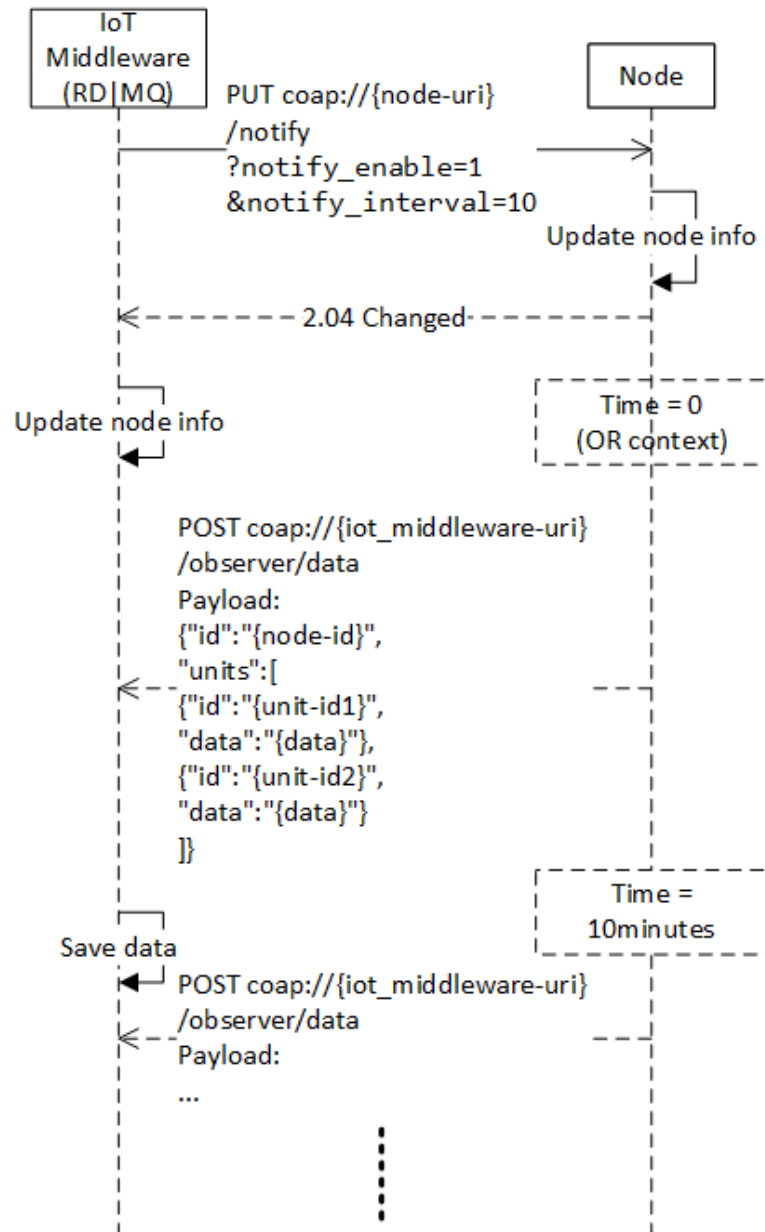 IoT
Middleware
(RD|MQ)
Node
PUT coap://{node-uri}
/notify
?notify_enable=1
&notify_interval=10
Update node info
2.04 Changed
Update node info
Time = 0
(OR context)
POST coap://{iot_middleware-uri}
/observer/data
Payload:
{"id":"{node-id}",
"units":[
{"id":"{unit-id1}",
"data":"{data}"},
{"id":"{unit-id2}",
"data":"{data}"}
]}
Time =
10minutes
Save data
POST coap://{iot_middleware-uri}
/observer/data
Payload:
...